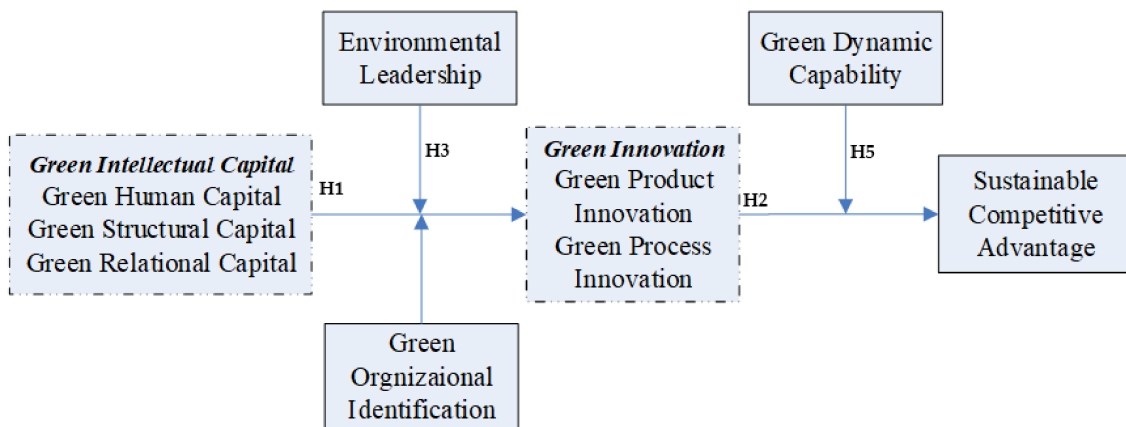 Environmental
Leadership
Green Dynamic
Capability
H3
H5
Green Intellectual Capital
Green Human Capital
Green Structural Capital
Green Relational Capital
H1
Green Innovation
Green Product
Innovation
Green Process
Innovation
H2
Sustainable
Competitive
Advantage
Green
Orgnizaional
Identification